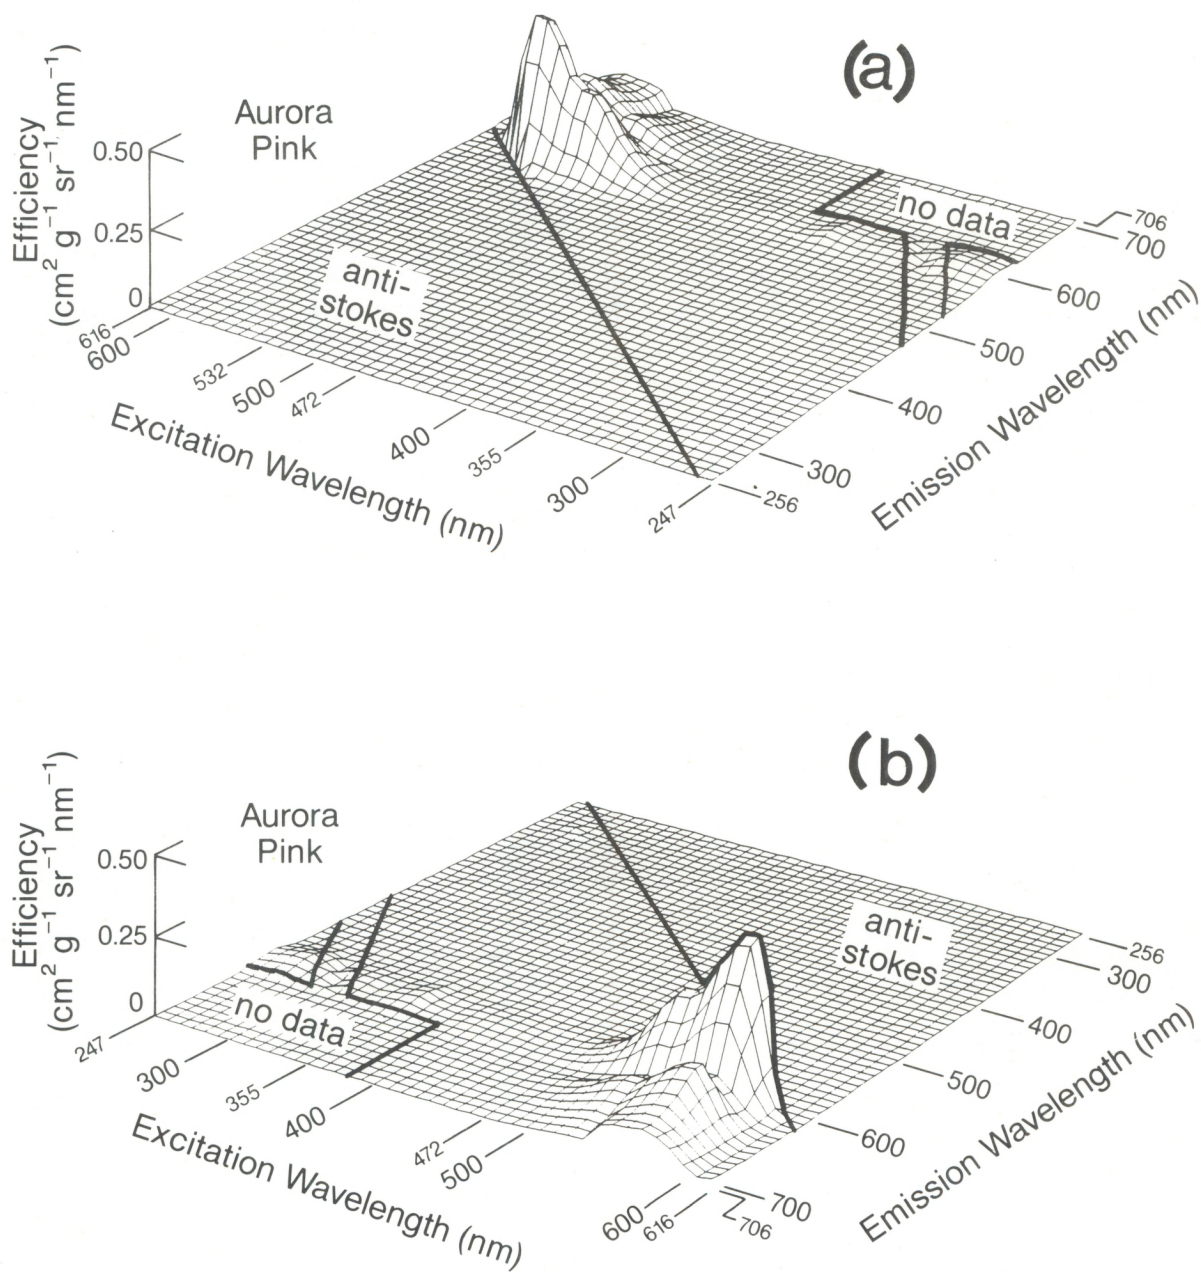 (a)
Aurora
Pink
Efficiency
(cm² g⁻¹ sr⁻¹ nm⁻¹)
0.50
0.25
0
anti-
stokes
no data
616
600
532
500
472
400
355
300
247
Excitation Wavelength (nm)
706
700
600
500
400
300
256
Emission Wavelength (nm)
(b)
Aurora
Pink
Efficiency
(cm² g⁻¹ sr⁻¹ nm⁻¹)
0.50
0.25
0
anti-
stokes
no data
247
300
355
400
472
500
600
616
Excitation Wavelength (nm)
256
300
400
500
600
700
706
Emission Wavelength (nm)